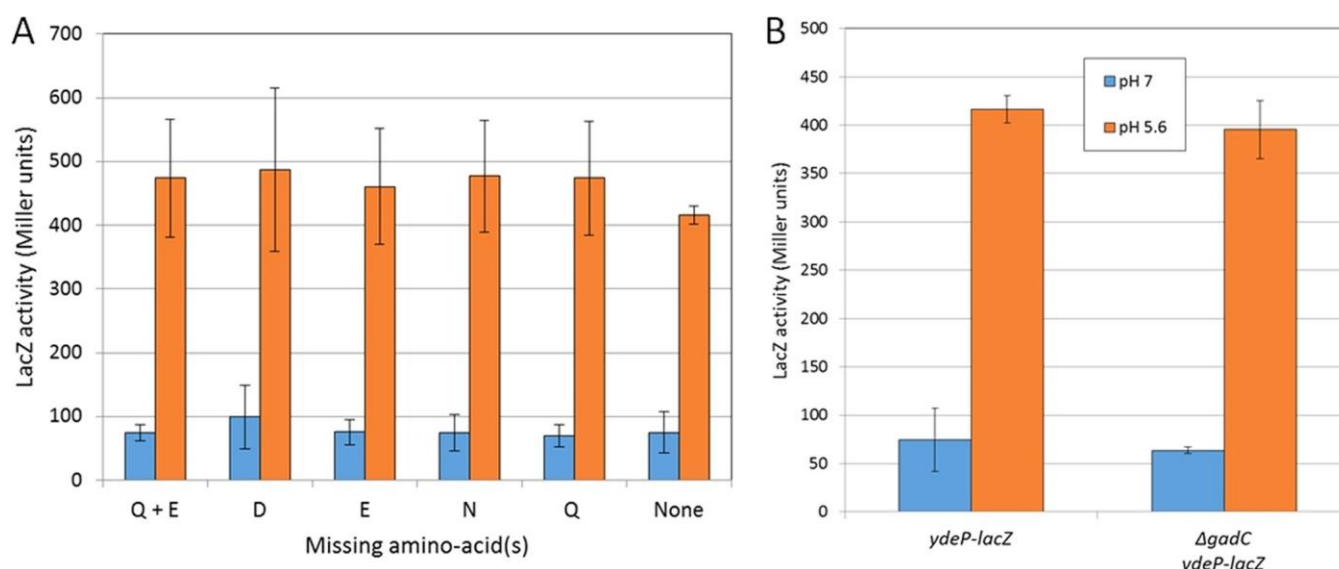 A
700
600
500
400
300
200
100
0
LacZ activity (Miller units)
Q + E D E N Q None
Missing amino-acid(s)
B
500
450
400
350
300
250
200
150
100
50
0
LacZ activity (Miller units)
pH 7
pH 5.6
ydeP-lacZ ΔgadC
ydeP-lacZ